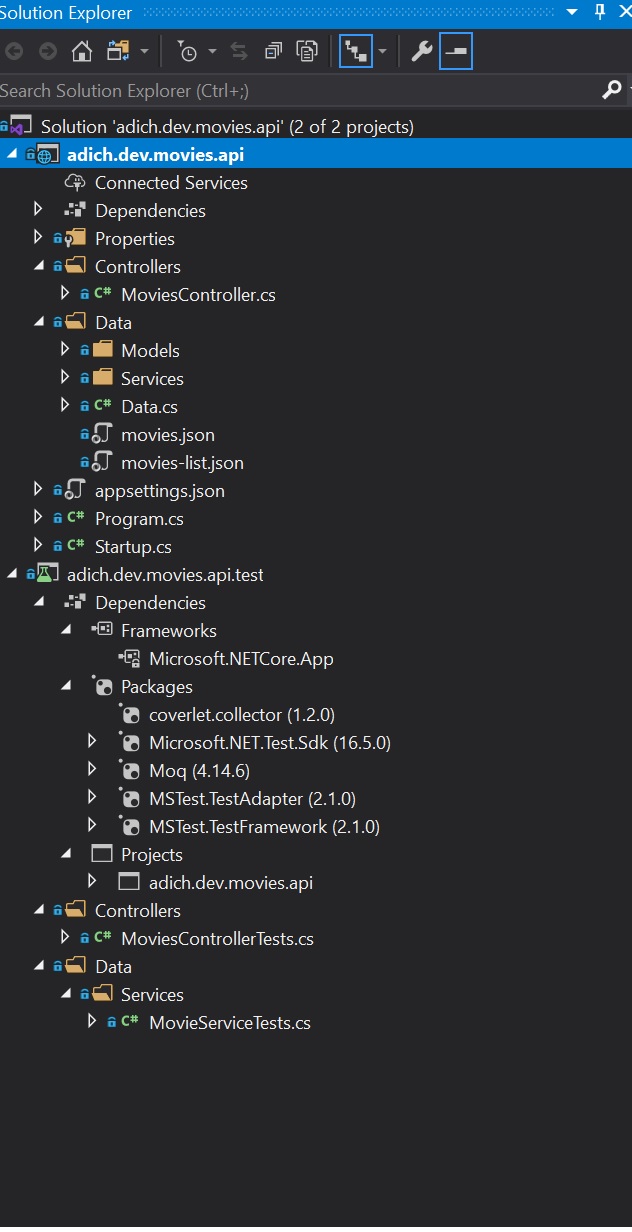 Solution Explorer
Search Solution Explorer (Ctrl+;)
Solution 'adich.dev.movies.api' (2 of 2 projects)
adich.dev.movies.api
Connected Services
Dependencies
Properties
Controllers
C# MoviesController.cs
Data
Models
Services
C# Data.cs
movies.json
movies-list.json
appsettings.json
C# Program.cs
C# Startup.cs
adich.dev.movies.api.test
Dependencies
Frameworks
Microsoft.NETCore.App
Packages
coverlet.collector (1.2.0)
Microsoft.NET.Test.Sdk (16.5.0)
Moq (4.14.6)
MSTest.TestAdapter (2.1.0)
MSTest.TestFramework (2.1.0)
Projects
adich.dev.movies.api
Controllers
C# MoviesControllerTests.cs
Data
Services
C# MovieServiceTests.cs